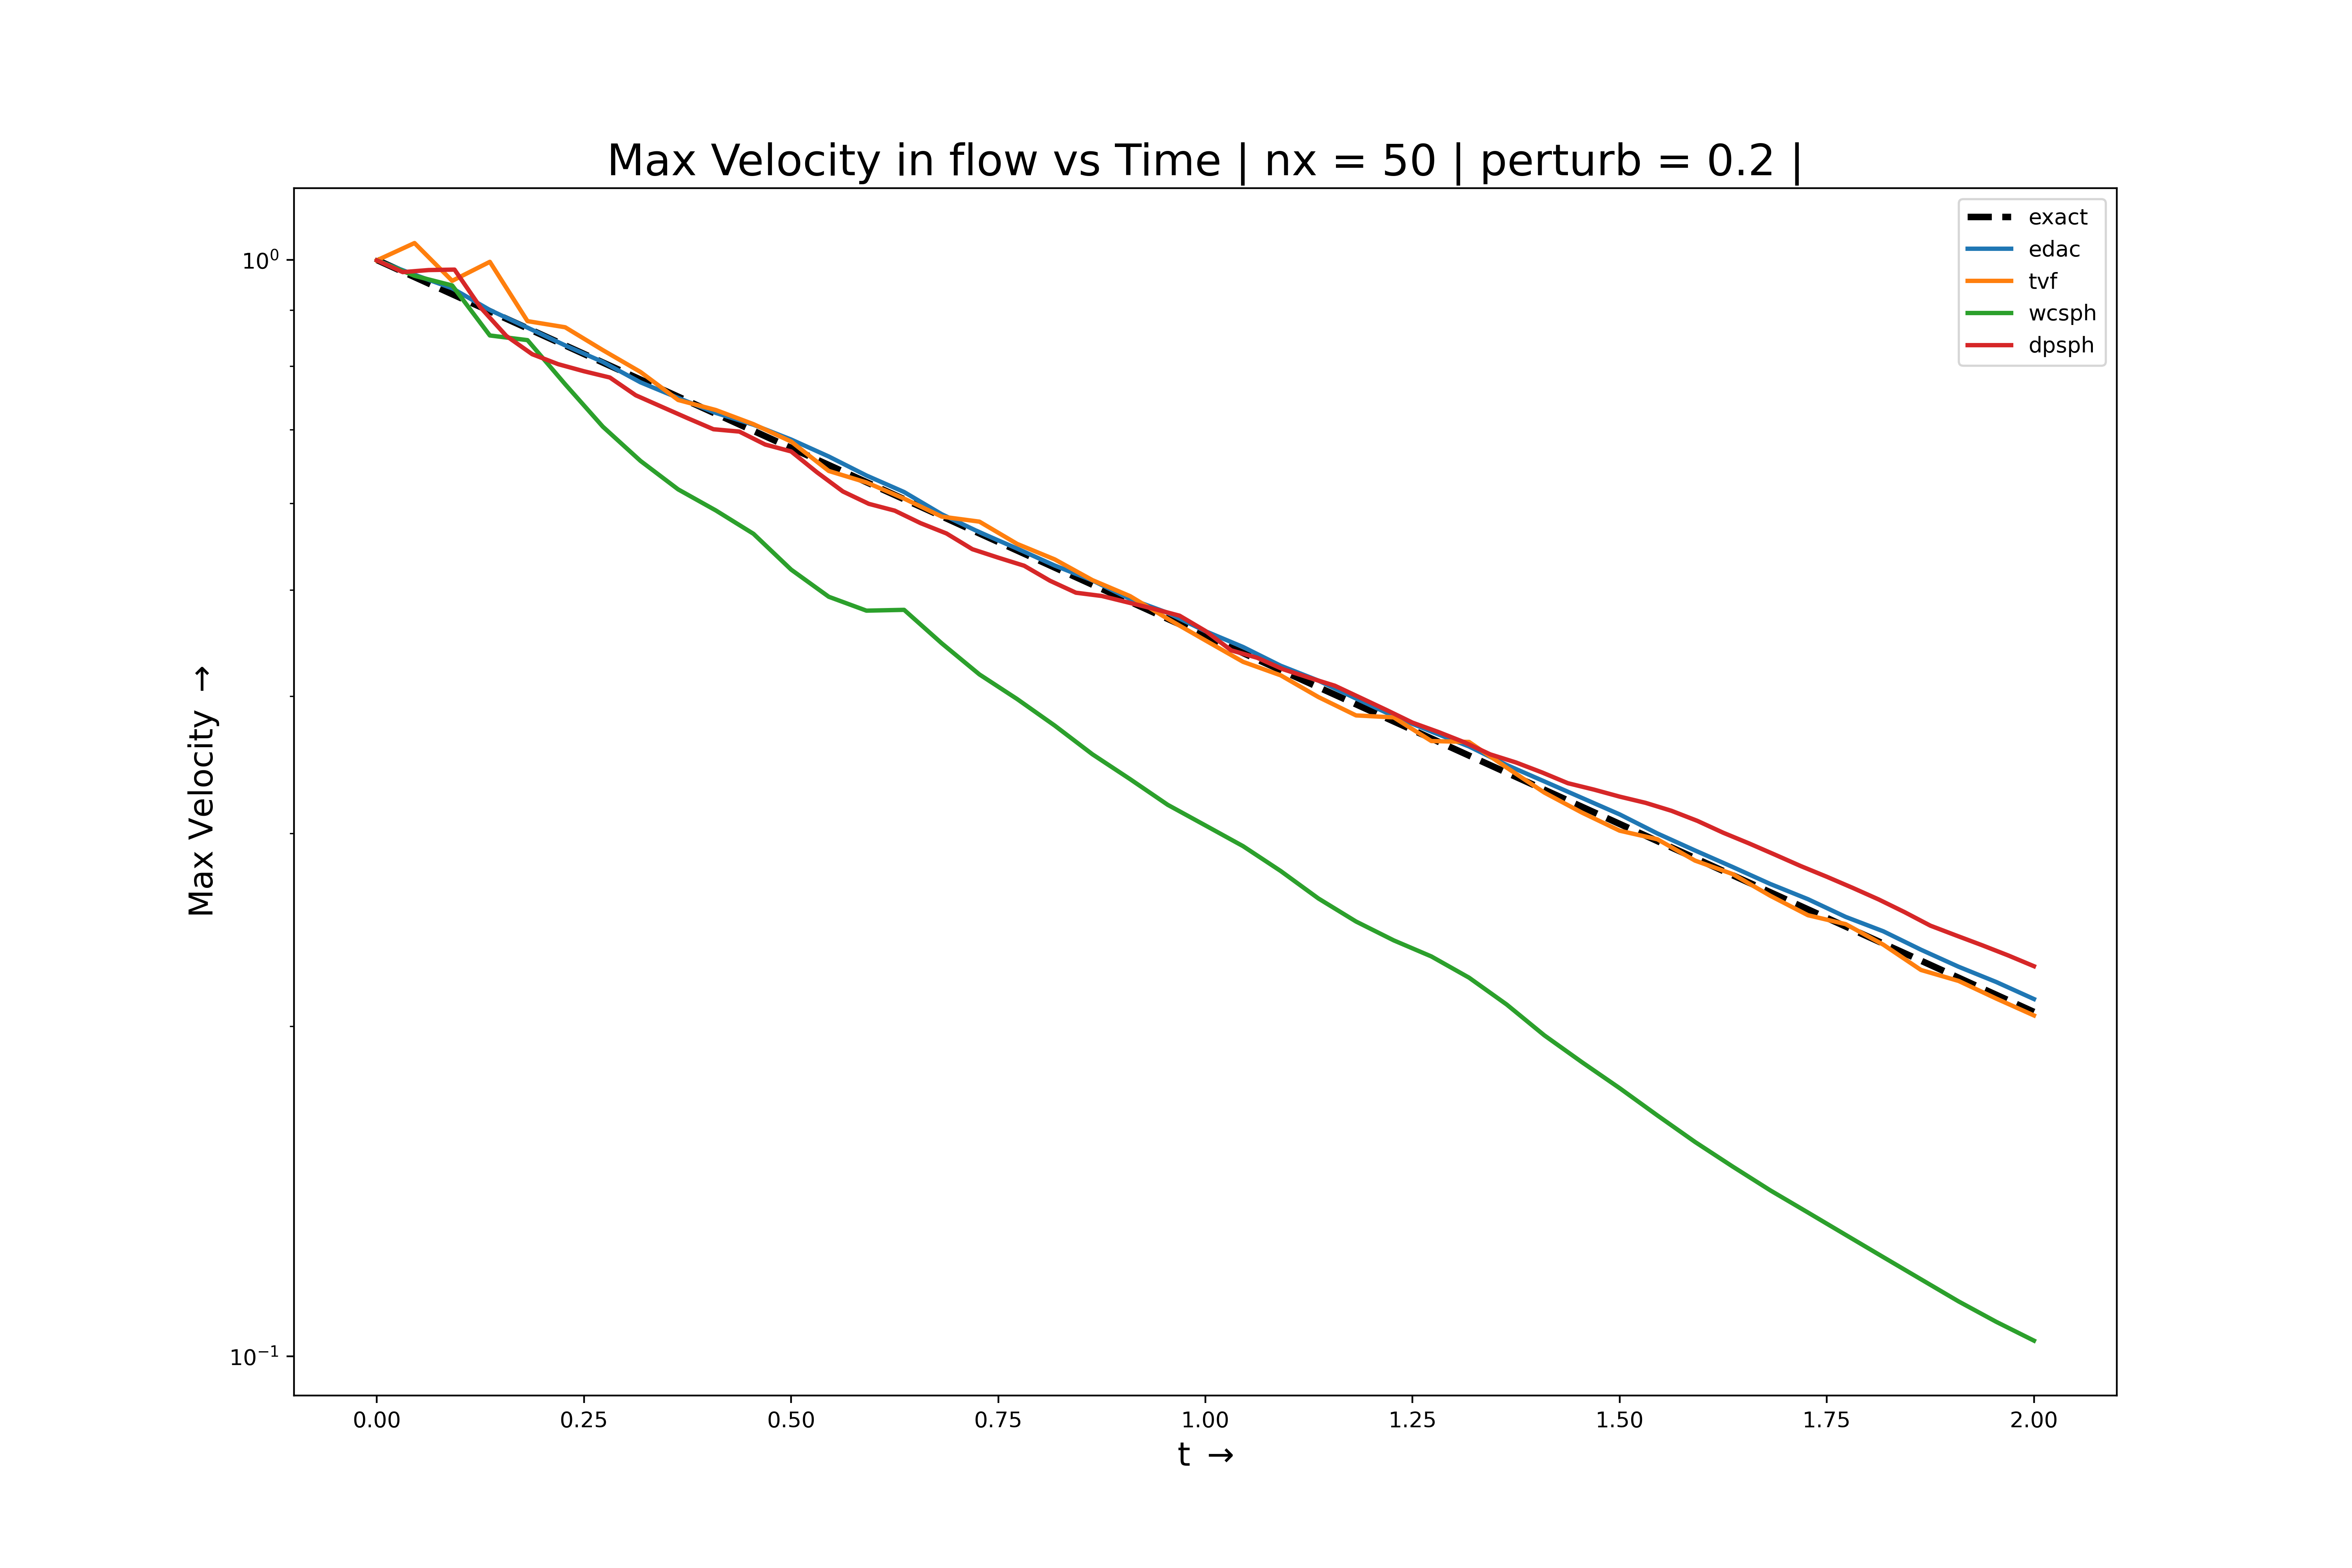 Max Velocity in flow vs Time | nx = 50 | perturb = 0.2 |
exact
edac
tvf
wcsph
dpsph
Max Velocity →
10⁰
10⁻¹
0.00 0.25 0.50 0.75 1.00 1.25 1.50 1.75 2.00
t →